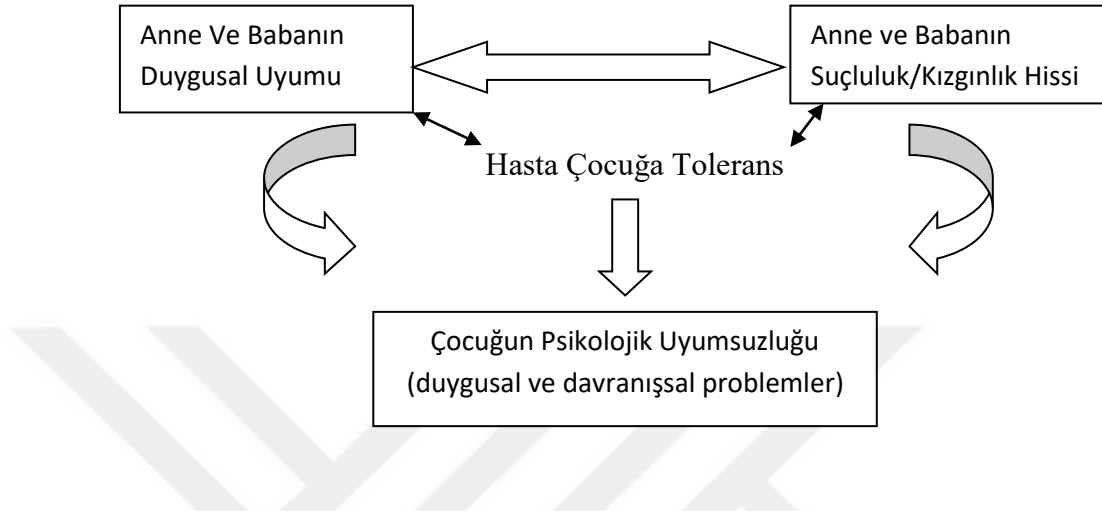 Anne Ve Babanın
Duygusal Uyumu
Anne ve Babanın
Suçluluk/Kızgınlık Hissi
Hasta Çocuğa Tolerans
Çocuğun Psikolojik Uyumsuzluğu
(duygusal ve davranışsal problemler)